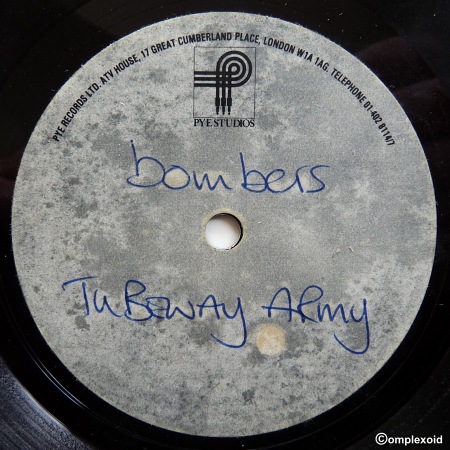 PYE RECORDS LTD. ATV HOUSE, 17 GREAT CUMBERLAND PLACE, LONDON W1A 1AG. TELEPHONE 01-402 8114/7
PYE STUDIOS
bombers
TUBEWAY ARMY
©omplexoid